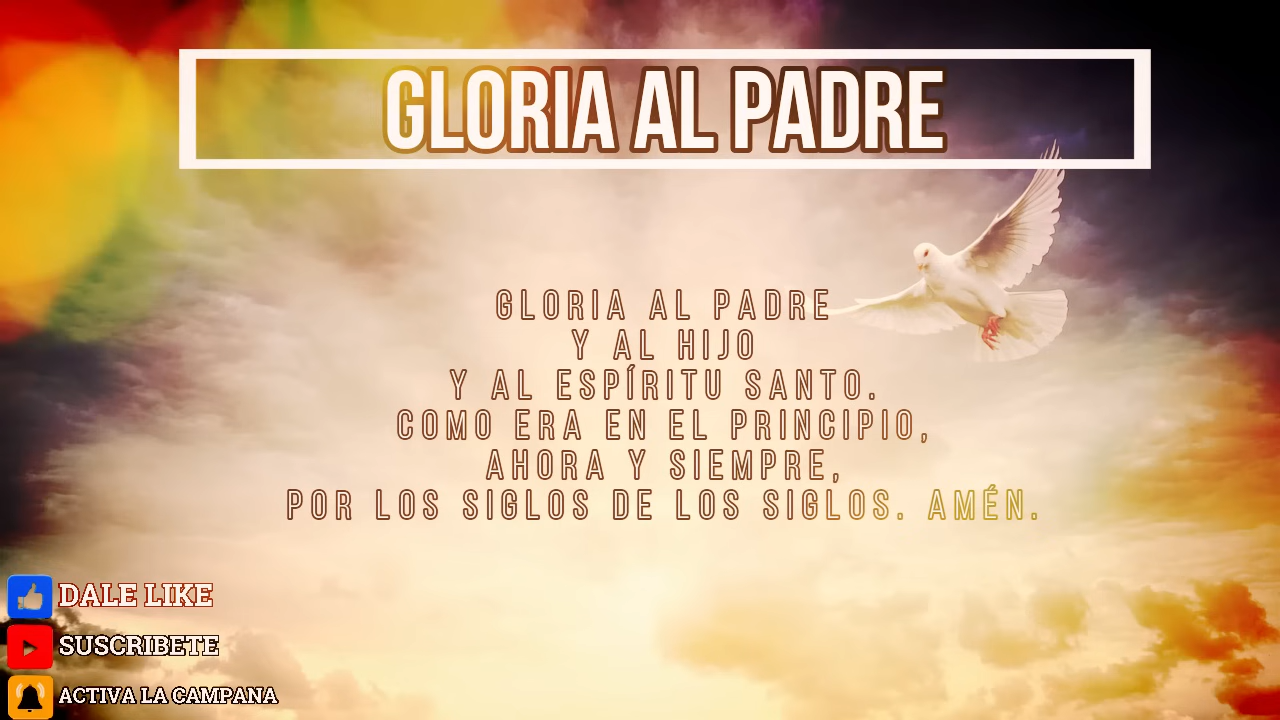 GLORIA AL PADRE
GLORIA AL PADRE
Y AL HIJO
Y AL ESPÍRITU SANTO.
COMO ERA EN EL PRINCIPIO,
AHORA Y SIEMPRE,
POR LOS SIGLOS DE LOS SIGLOS. AMÉN.
DALE LIKE
SUSCRIBETE
ACTIVA LA CAMPANA